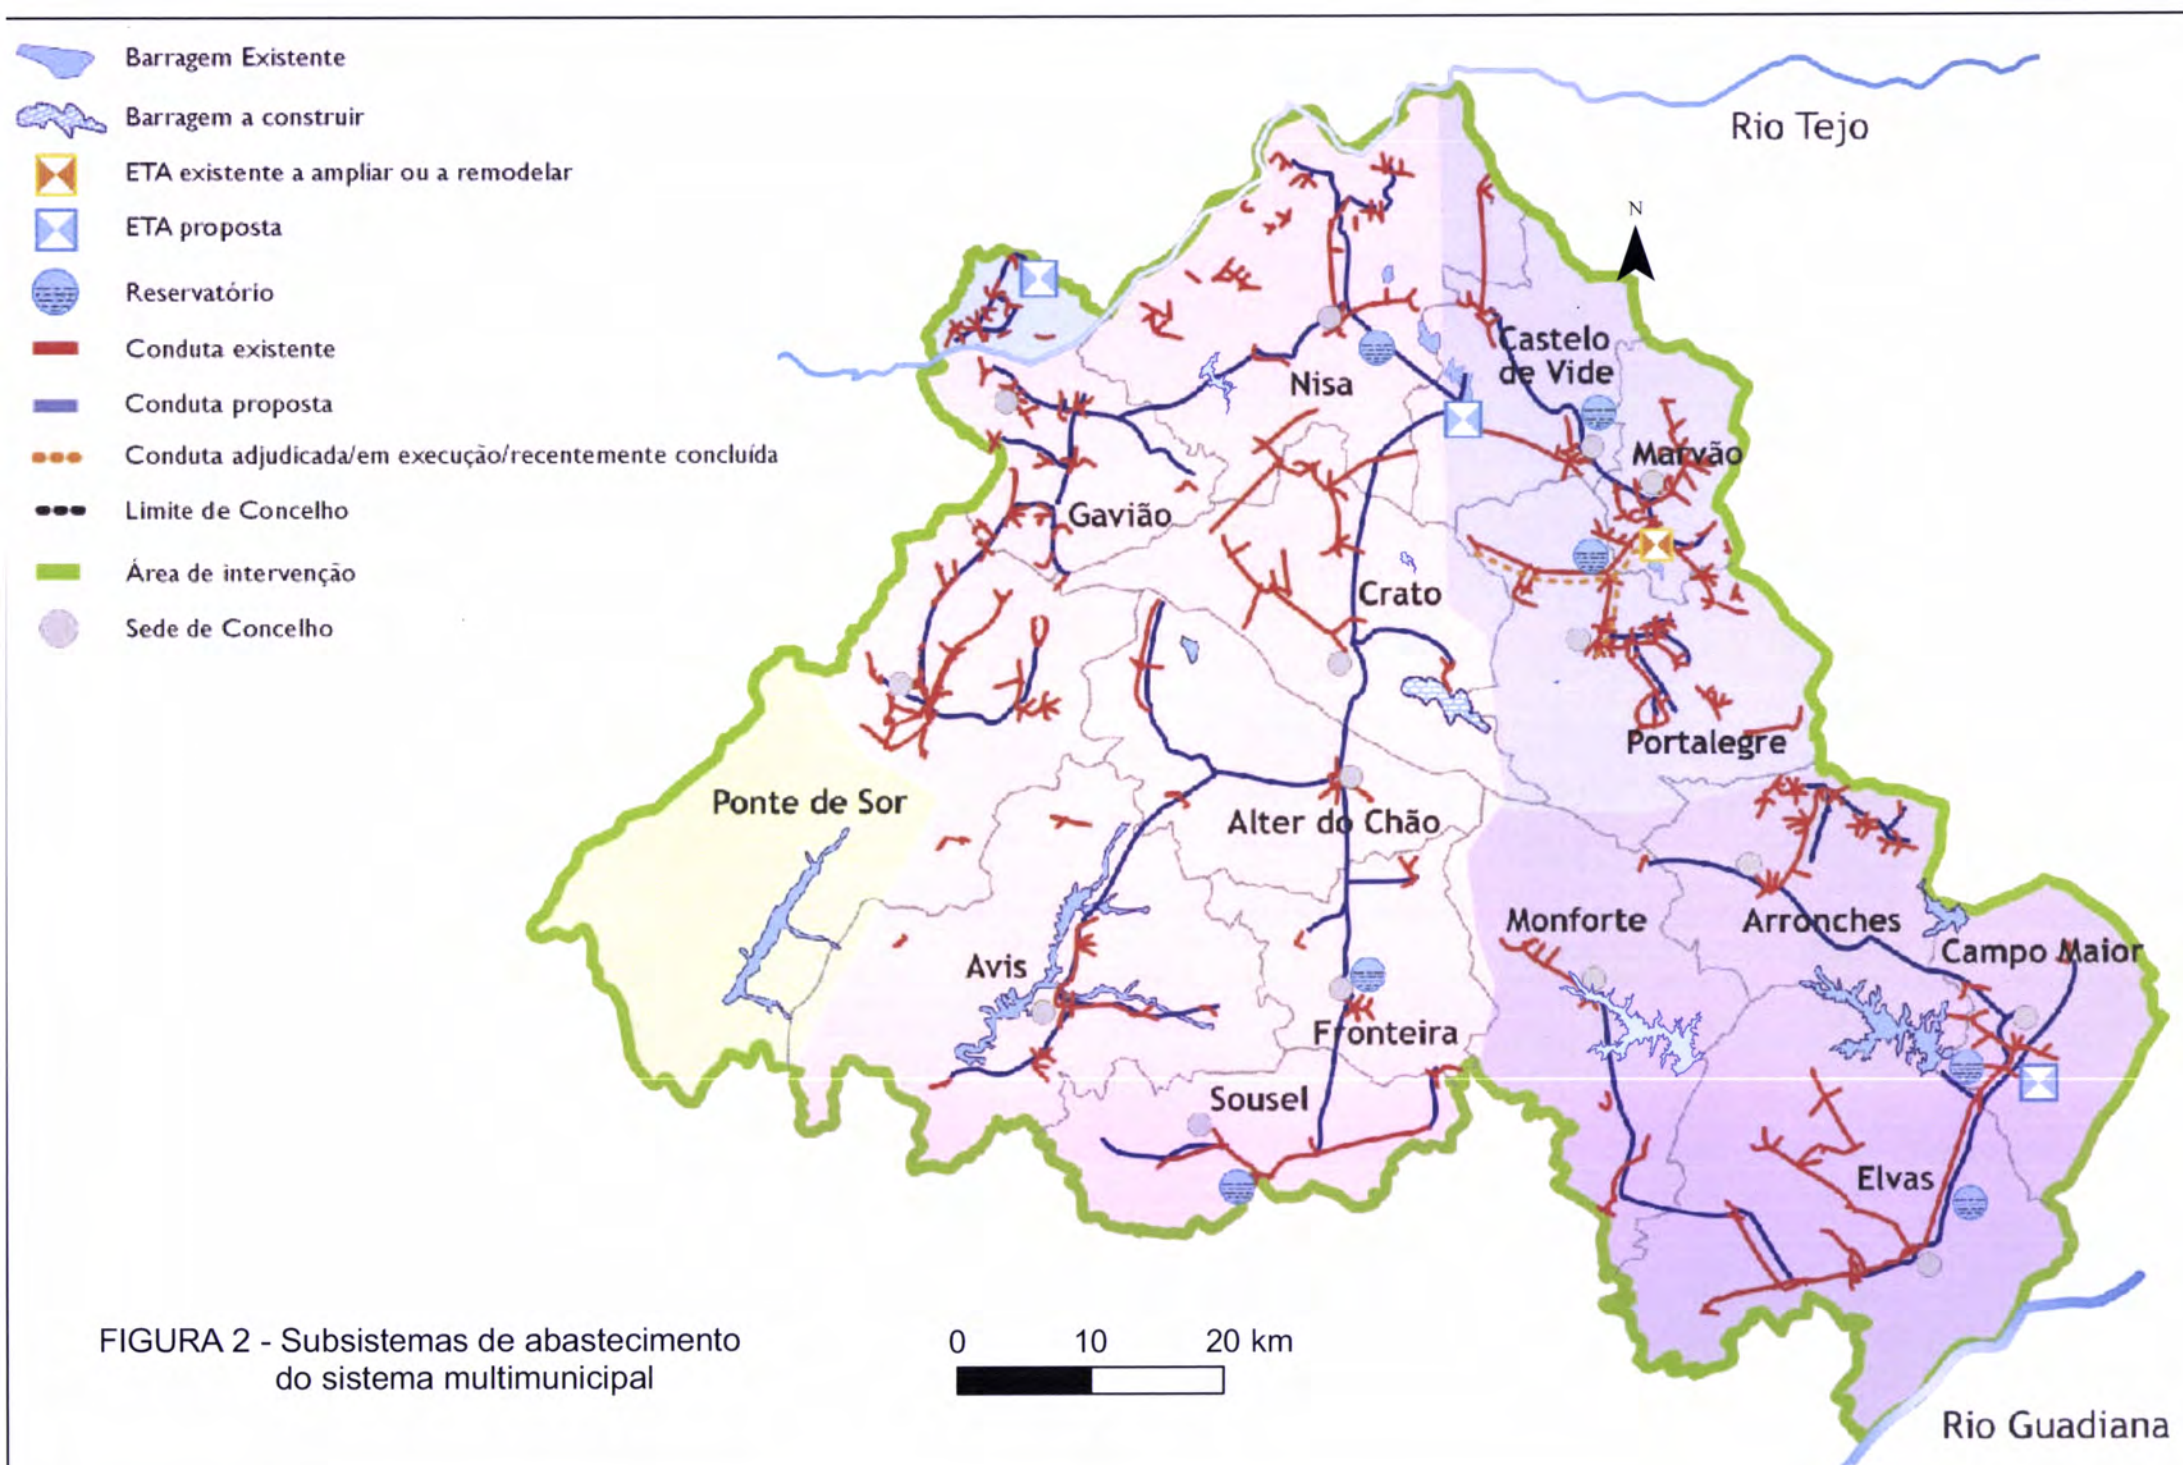 Barragem Existente
Barragem a construir
ETA existente a ampliar ou a remodelar
ETA proposta
Reservatório
Conduta existente
Conduta proposta
Conduta adjudicada/em execução/recentemente concluída
Limite de Concelho
Área de intervenção
Sede de Concelho
Rio Tejo
N
Castelo
de Vide
Nisa
Marvão
Gavião
Crato
Portalegre
Ponte de Sor
Alter do Chão
Monforte
Arronches
Campo Maior
Avis
Fronteira
Sousel
Elvas
FIGURA 2 - Subsistemas de abastecimento
do sistema multimunicipal
0 10 20 km
Rio Guadiana